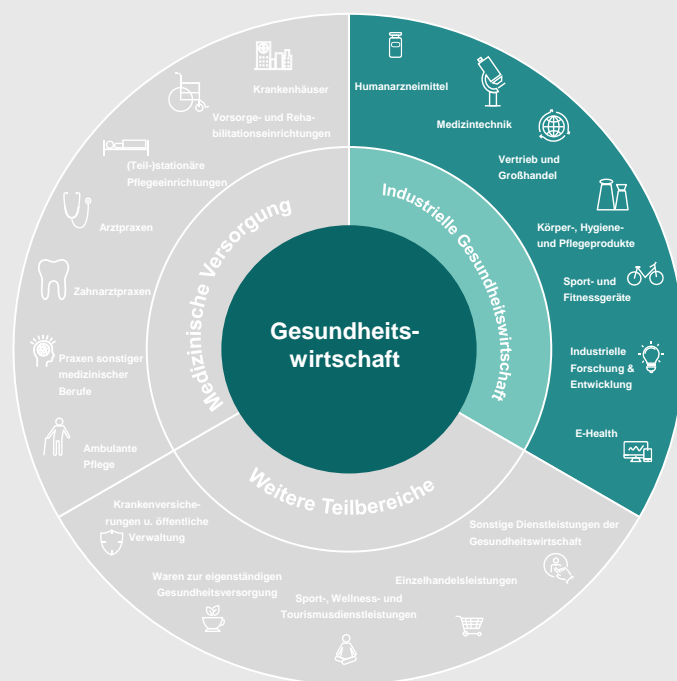 Gesundheits-
wirtschaft
Industrielle Gesundheitswirtschaft
Humanarzneimittel
Medizintechnik
Vertrieb und
Großhandel
Körper-, Hygiene-
und Pflegeprodukte
Sport- und
Fitnessgeräte
Industrielle
Forschung &
Entwicklung
E-Health
Weitere Teilbereiche
Sonstige Dienstleistungen der
Gesundheitswirtschaft
Einzelhandelsleistungen
Sport-, Wellness- und
Tourismusdienstleistungen
Waren zur eigenständigen
Gesundheitsversorgung
Krankenversiche-
rungen u. öffentliche
Verwaltung
Medizinische Versorgung
Ambulante
Pflege
Praxen sonstiger
medizinischer
Berufe
Zahnarztpraxen
Arztpraxen
(Teil-)stationäre
Pflegeeinrichtungen
Vorsorge- und Reha-
bilitationseinrichtungen
Krankenhäuser